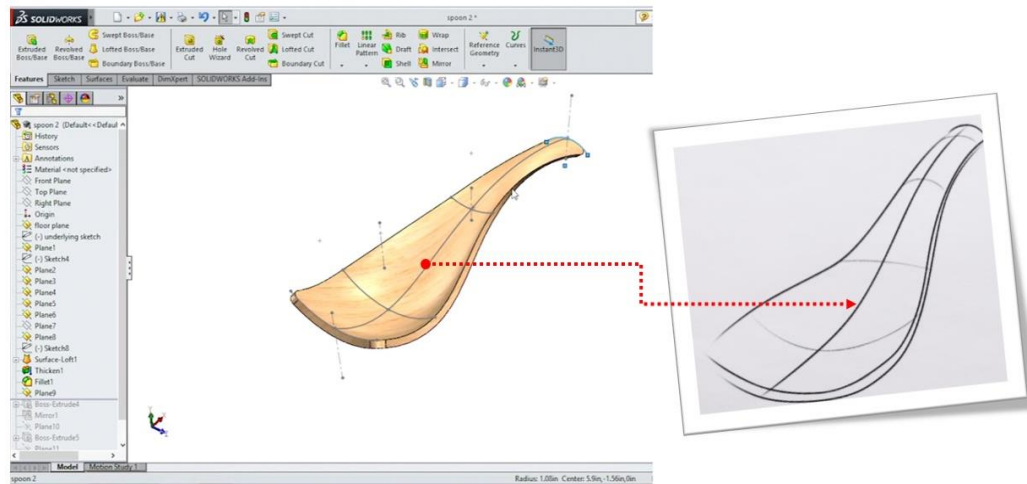 SOLIDWORKS
spoon 2 *
Extruded Boss/Base
Revolved Boss/Base
Swept Boss/Base
Lofted Boss/Base
Boundary Boss/Base
Extruded Cut
Hole Wizard
Revolved Cut
Swept Cut
Lofted Cut
Boundary Cut
Fillet
Linear Pattern
Rib
Draft
Shell
Wrap
Intersect
Mirror
Reference Geometry
Curves
Instant3D
Features Sketch Surfaces Evaluate DimXpert SOLIDWORKS Add-Ins
spoon 2 (Default<<Defaul
History
Sensors
Annotations
Material <not specified>
Front Plane
Top Plane
Right Plane
Origin
floor plane
(-) underlying sketch
Plane1
(-) Sketch4
Plane2
Plane3
Plane4
Plane5
Plane6
Plane7
Plane8
(-) Sketch8
Surface-Loft1
Thicken1
Fillet1
Plane9
Boss-Extrude4
Mirror1
Plane10
Boss-Extrude5
Plane11
Model Motion Study 1
spoon 2 Radius: 1.08in Center: 5.9in,-1.56in,0in